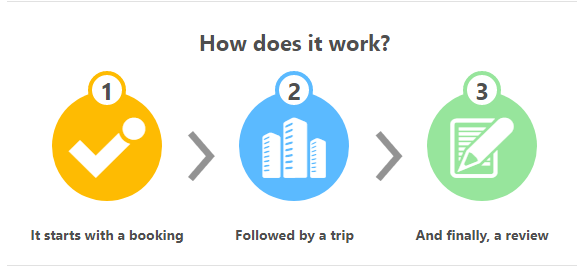 How does it work?
1
2
3
It starts with a booking
Followed by a trip
And finally, a review